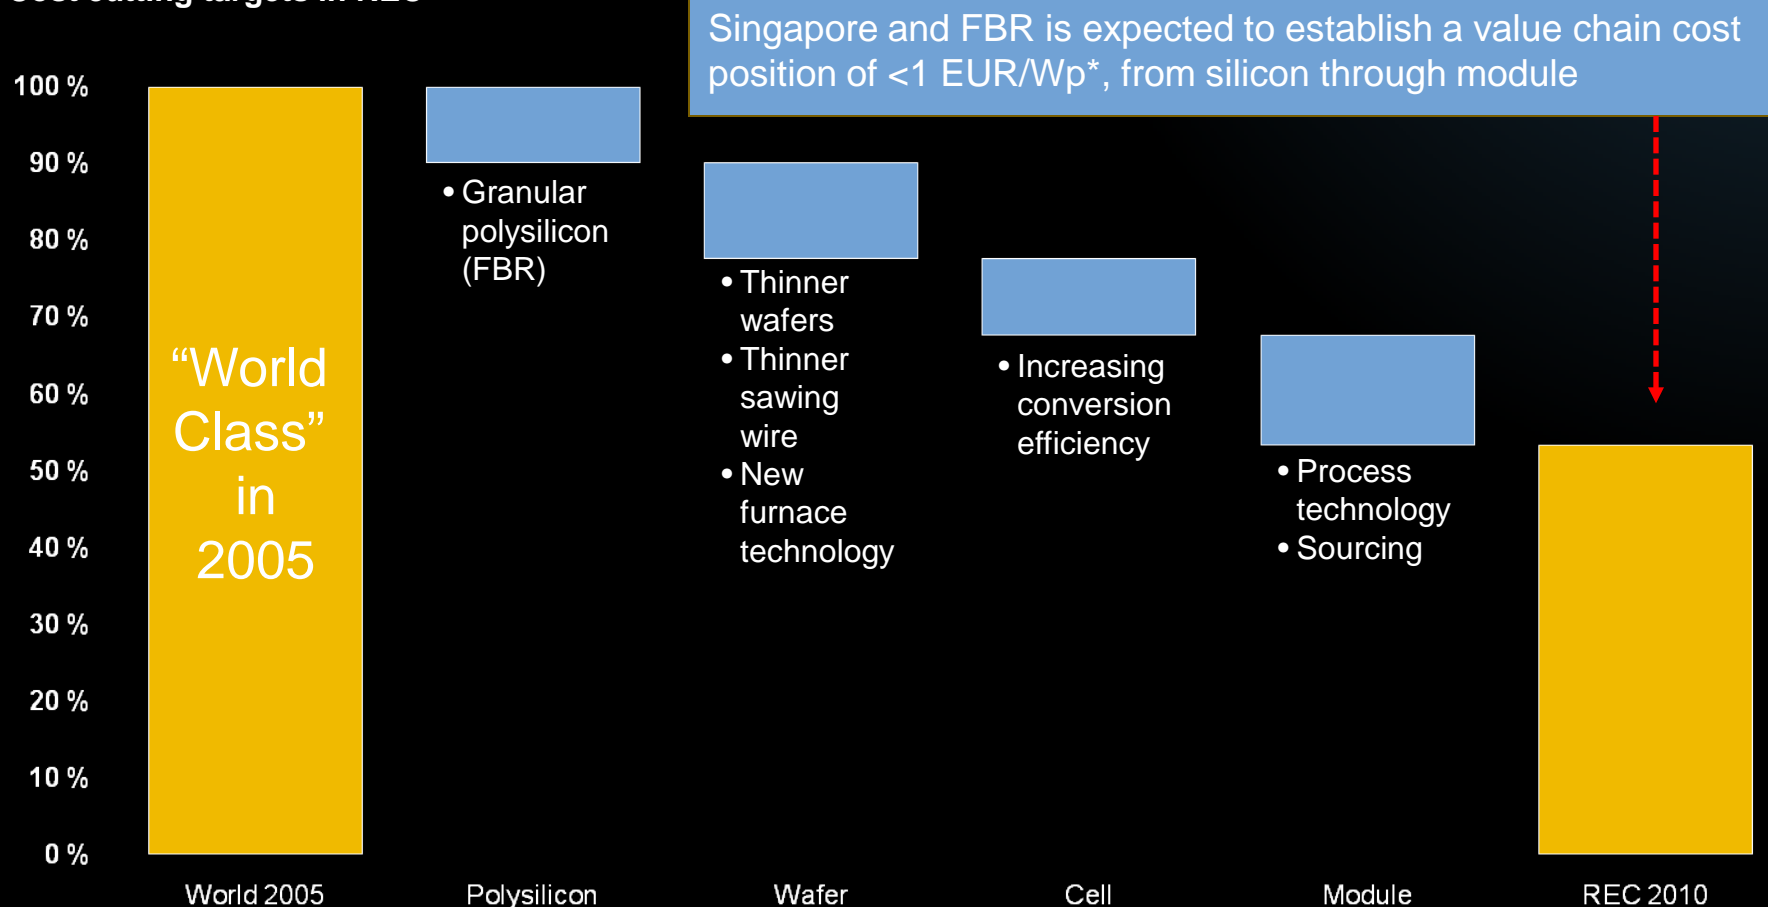 Singapore and FBR is expected to establish a value chain cost
position of <1 EUR/Wp*, from silicon through module
100 %
90 %
80 %
70 %
60 %
50 %
40 %
30 %
20 %
10 %
0 %
“World
Class”
in
2005
• Granular
polysilicon
(FBR)
• Thinner
wafers
• Thinner
sawing
wire
• New
furnace
technology
• Increasing
conversion
efficiency
• Process
technology
• Sourcing
World 2005
Polysilicon
Wafer
Cell
Module
REC 2010